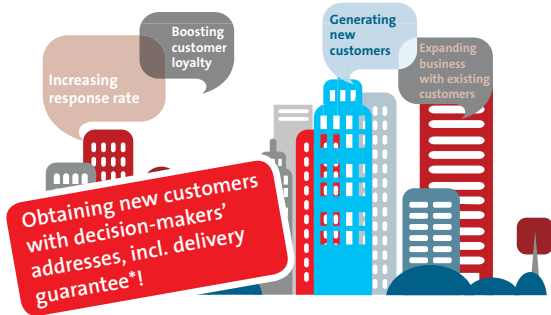 Increasing
response rate
Boosting
customer
loyalty
Generating
new
customers
Expanding
business
with existing
customers
Obtaining new customers
with decision-makers’
addresses, incl. delivery
guarantee*!